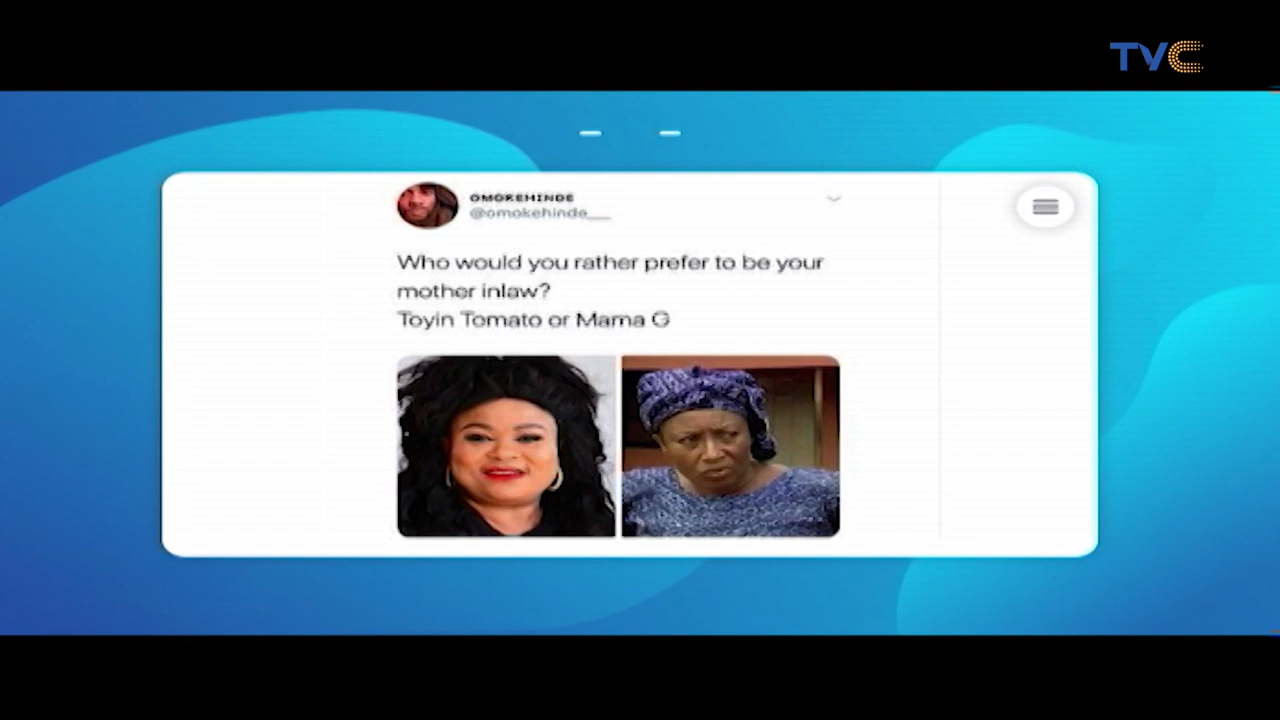 TVC
OMOKEHINDE
@omokehinde___
Who would you rather prefer to be your
mother inlaw?
Toyin Tomato or Mama G